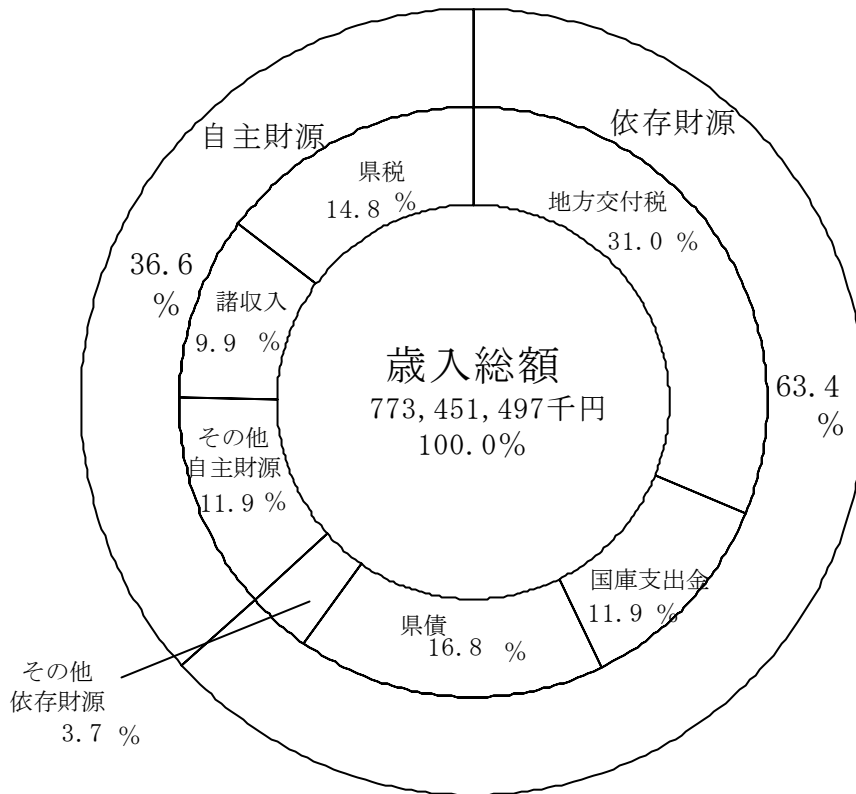 自主財源
36.6
%
依存財源
63.4
%
県税
14.8 %
地方交付税
31.0 %
諸収入
9.9 %
歳入総額
773,451,497千円
100.0%
その他
自主財源
11.9 %
国庫支出金
11.9 %
県債
16.8 %
その他
依存財源
3.7 %